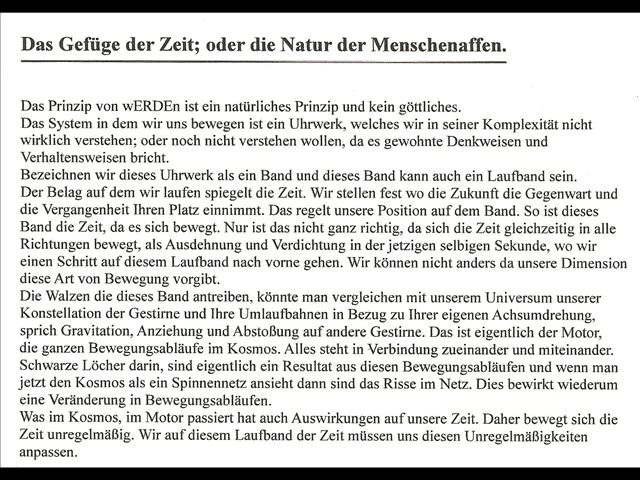 Das Gefüge der Zeit; oder die Natur der Menschenaffen.
Das Prinzip von wERDEn ist ein natürliches Prinzip und kein göttliches.
Das System in dem wir uns bewegen ist ein Uhrwerk, welches wir in seiner Komplexität nicht
wirklich verstehen; oder noch nicht verstehen wollen, da es gewohnte Denkweisen und
Verhaltensweisen bricht.
Bezeichnen wir dieses Uhrwerk als ein Band und dieses Band kann auch ein Laufband sein.
Der Belag auf dem wir laufen spiegelt die Zeit. Wir stellen fest wo die Zukunft die Gegenwart und
die Vergangenheit Ihren Platz einnimmt. Das regelt unsere Position auf dem Band. So ist dieses
Band die Zeit, da es sich bewegt. Nur ist das nicht ganz richtig, da sich die Zeit gleichzeitig in alle
Richtungen bewegt, als Ausdehnung und Verdichtung in der jetzigen selbigen Sekunde, wo wir
einen Schritt auf diesem Laufband nach vorne gehen. Wir können nicht anders da unsere Dimension
diese Art von Bewegung vorgibt.
Die Walzen die dieses Band antreiben, könnte man vergleichen mit unserem Universum unserer
Konstellation der Gestirne und Ihre Umlaufbahnen in Bezug zu Ihrer eigenen Achsumdrehung,
sprich Gravitation, Anziehung und Abstoßung auf andere Gestirne. Das ist eigentlich der Motor,
die ganzen Bewegungsabläufe im Kosmos. Alles steht in Verbindung zueinander und miteinander.
Schwarze Löcher darin, sind eigentlich ein Resultat aus diesen Bewegungsabläufen und wenn man
jetzt den Kosmos als ein Spinnennetz ansieht dann sind das Risse im Netz. Dies bewirkt wiederum
eine Veränderung in Bewegungsabläufen.
Was im Kosmos, im Motor passiert hat auch Auswirkungen auf unsere Zeit. Daher bewegt sich die
Zeit unregelmäßig. Wir auf diesem Laufband der Zeit müssen uns diesen Unregelmäßigkeiten
anpassen.